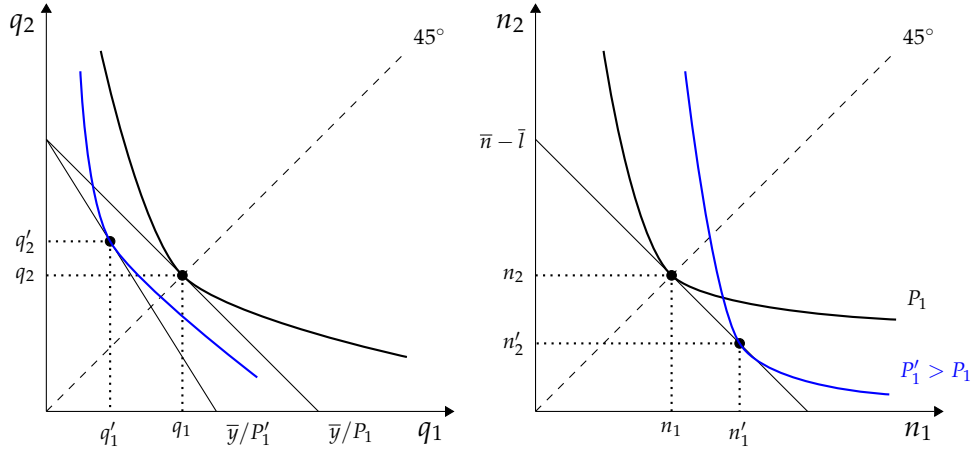 q₂
45°
q₂′
q₂
q₁′
q₁
y̅/P₁′
y̅/P₁
q₁
n₂
45°
n̅ − l̅
n₂
n₂′
P₁
P₁′ > P₁
n₁
n₁′
n₁